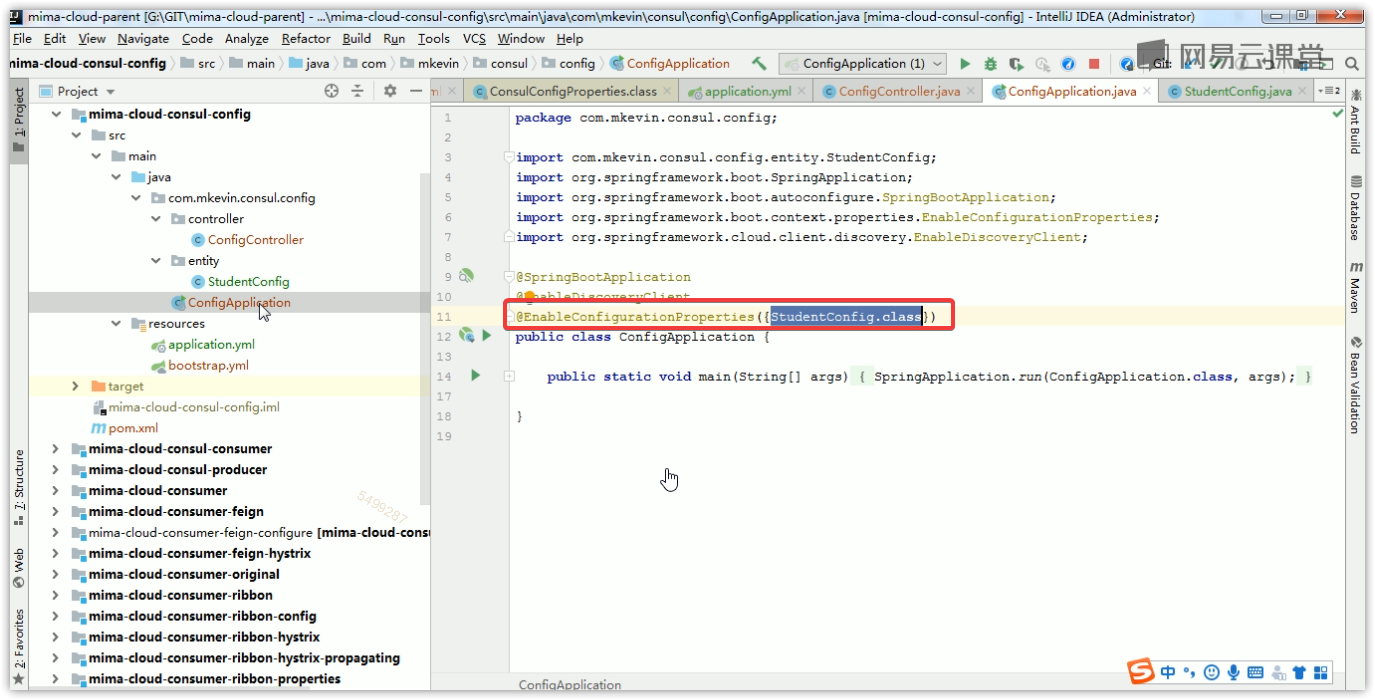 mima-cloud-parent [G:\GIT\mima-cloud-parent] - ...\mima-cloud-consul-config\src\main\java\com\mkevin\consul\config\ConfigApplication.java [mima-cloud-consul-config] - IntelliJ IDEA (Administrator)
File Edit View Navigate Code Analyze Refactor Build Run Tools VCS Window Help
mima-cloud-consul-config src main java com mkevin consul config ConfigApplication ConfigApplication (1) Git: 网易云课堂
Project ConsulConfigProperties.class application.yml ConfigController.java ConfigApplication.java StudentConfig.java 2
1: Project
7: Structure
Web
2: Favorites
mima-cloud-consul-config
src
main
java
com.mkevin.consul.config
controller
ConfigController
entity
StudentConfig
ConfigApplication
resources
application.yml
bootstrap.yml
target
mima-cloud-consul-config.iml
pom.xml
mima-cloud-consul-consumer
mima-cloud-consul-producer
mima-cloud-consumer
mima-cloud-consumer-feign
mima-cloud-consumer-feign-configure [mima-cloud-consu
mima-cloud-consumer-feign-hystrix
mima-cloud-consumer-original
mima-cloud-consumer-ribbon
mima-cloud-consumer-ribbon-config
mima-cloud-consumer-ribbon-hystrix
mima-cloud-consumer-ribbon-hystrix-propagating
mima-cloud-consumer-ribbon-properties
5499287
1 package com.mkevin.consul.config;
2
3 import com.mkevin.consul.config.entity.StudentConfig;
4 import org.springframework.boot.SpringApplication;
5 import org.springframework.boot.autoconfigure.SpringBootApplication;
6 import org.springframework.boot.context.properties.EnableConfigurationProperties;
7 import org.springframework.cloud.client.discovery.EnableDiscoveryClient;
8
9 @SpringBootApplication
10 @EnableDiscoveryClient
11 @EnableConfigurationProperties({StudentConfig.class})
12 public class ConfigApplication {
13
14 public static void main(String[] args) { SpringApplication.run(ConfigApplication.class, args); }
17
18 }
19
ConfigApplication
Ant Build
Database
Maven
Bean Validation
中